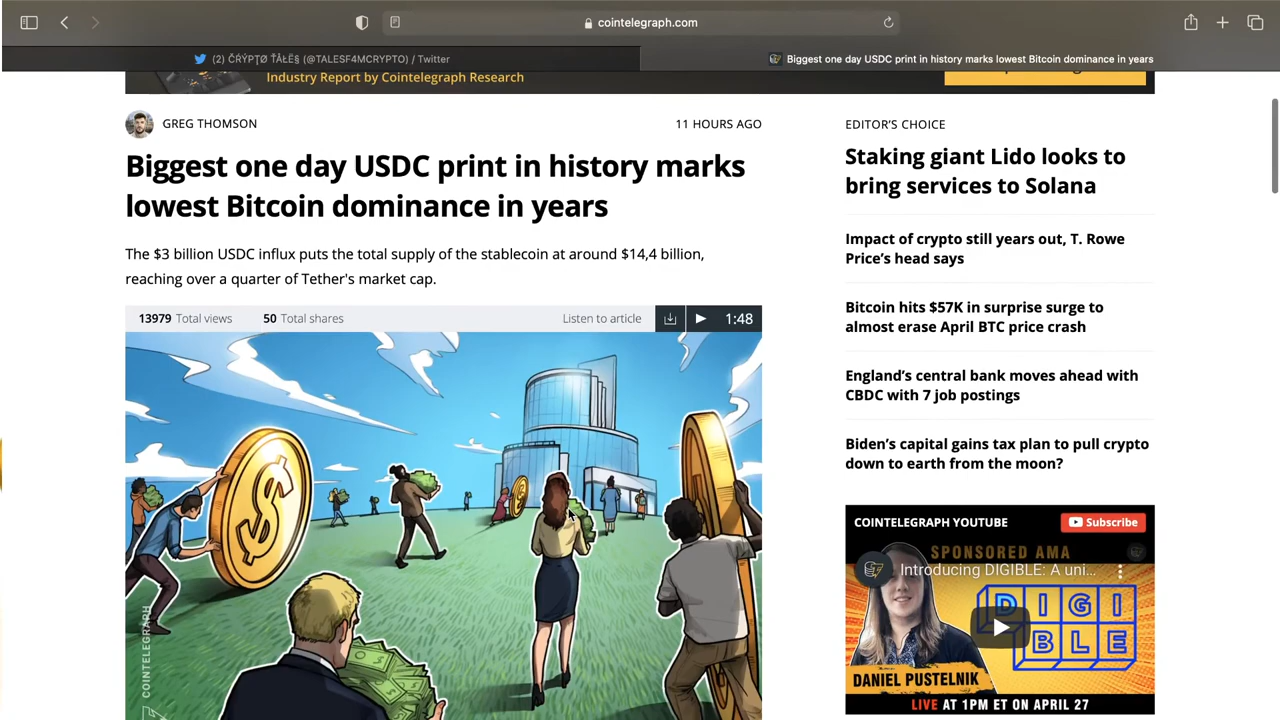 cointelegraph.com
(2) ČŔÝPŢØ ŤÅŁË§ (@TALESF4MCRYPTO) / Twitter
Biggest one day USDC print in history marks lowest Bitcoin dominance in years
Industry Report by Cointelegraph Research
GREG THOMSON
11 HOURS AGO
Biggest one day USDC print in history marks
lowest Bitcoin dominance in years
The $3 billion USDC influx puts the total supply of the stablecoin at around $14,4 billion,
reaching over a quarter of Tether's market cap.
13979 Total views
50 Total shares
Listen to article
1:48
COINTELEGRAPH
EDITOR'S CHOICE
Staking giant Lido looks to
bring services to Solana
Impact of crypto still years out, T. Rowe
Price's head says
Bitcoin hits $57K in surprise surge to
almost erase April BTC price crash
England's central bank moves ahead with
CBDC with 7 job postings
Biden's capital gains tax plan to pull crypto
down to earth from the moon?
COINTELEGRAPH YOUTUBE
Subscribe
SPONSORED AMA
Introducing DIGIBLE: A uni...
DIGI
BLE
DANIEL PUSTELNIK
LIVE AT 1PM ET ON APRIL 27